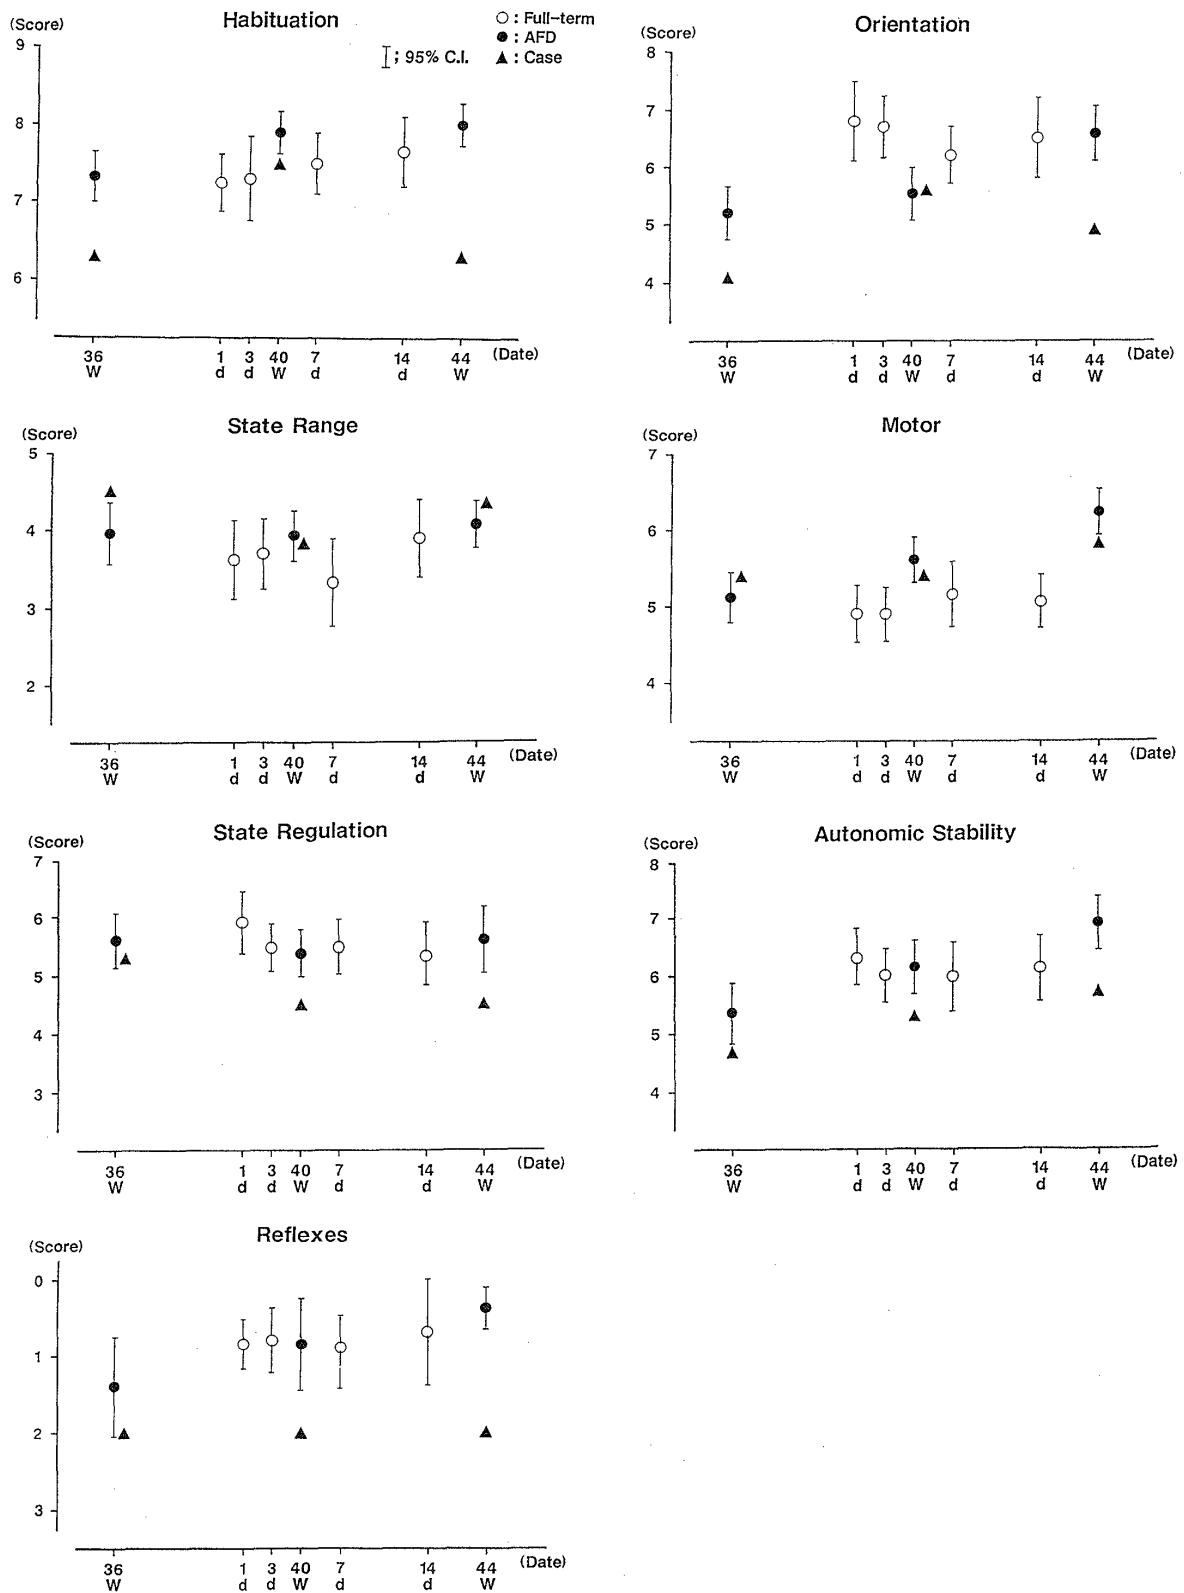 Habituation
(Score)
○ : Full-term
● : AFD
▲ : Case
I ; 95% C.I.
9
8
7
6
36 1 3 40 7 14 44 (Date)
W d d W d d W
Orientation
(Score)
8
7
6
5
4
36 1 3 40 7 14 44 (Date)
W d d W d d W
State Range
(Score)
5
4
3
2
36 1 3 40 7 14 44 (Date)
W d d W d d W
Motor
(Score)
7
6
5
4
36 1 3 40 7 14 44 (Date)
W d d W d d W
State Regulation
(Score)
7
6
5
4
3
36 1 3 40 7 14 44 (Date)
W d d W d d W
Autonomic Stability
(Score)
8
7
6
5
4
36 1 3 40 7 14 44 (Date)
W d d W d d W
Reflexes
(Score)
0
1
2
3
36 1 3 40 7 14 44 (Date)
W d d W d d W